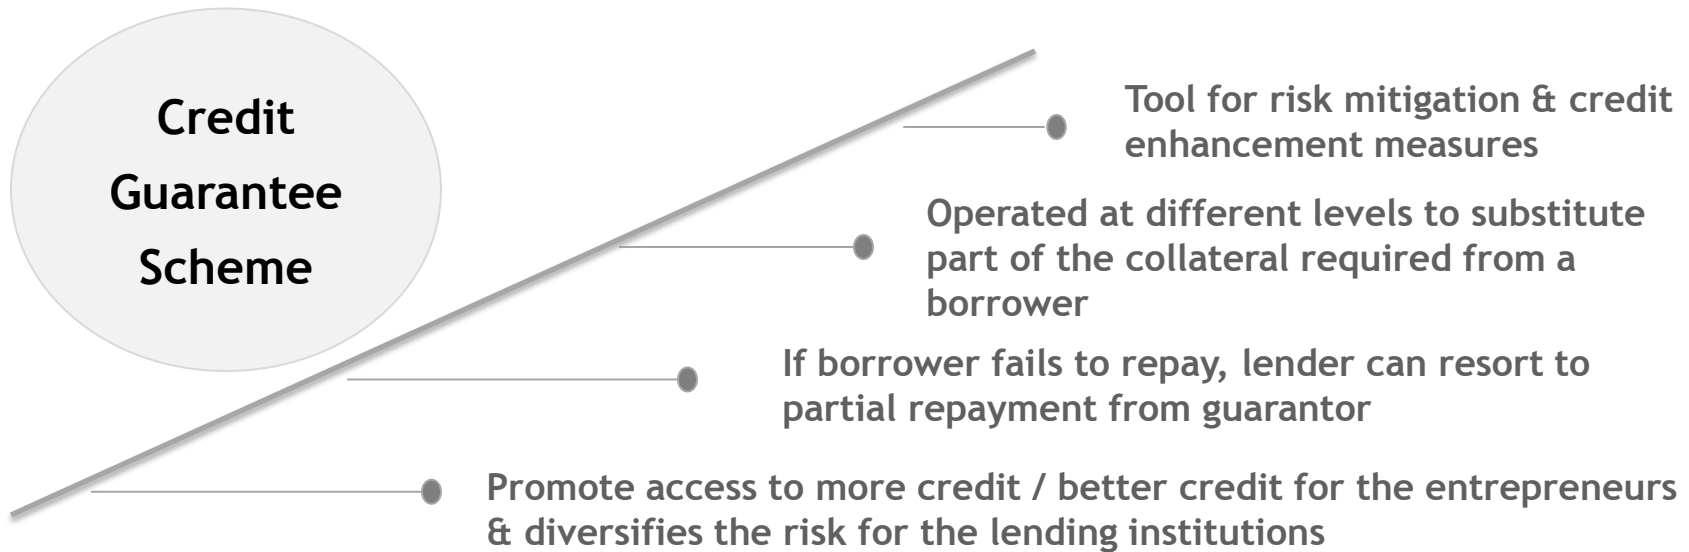 Credit
Guarantee
Scheme
Tool for risk mitigation & credit
enhancement measures
Operated at different levels to substitute
part of the collateral required from a
borrower
If borrower fails to repay, lender can resort to
partial repayment from guarantor
Promote access to more credit / better credit for the entrepreneurs
& diversifies the risk for the lending institutions